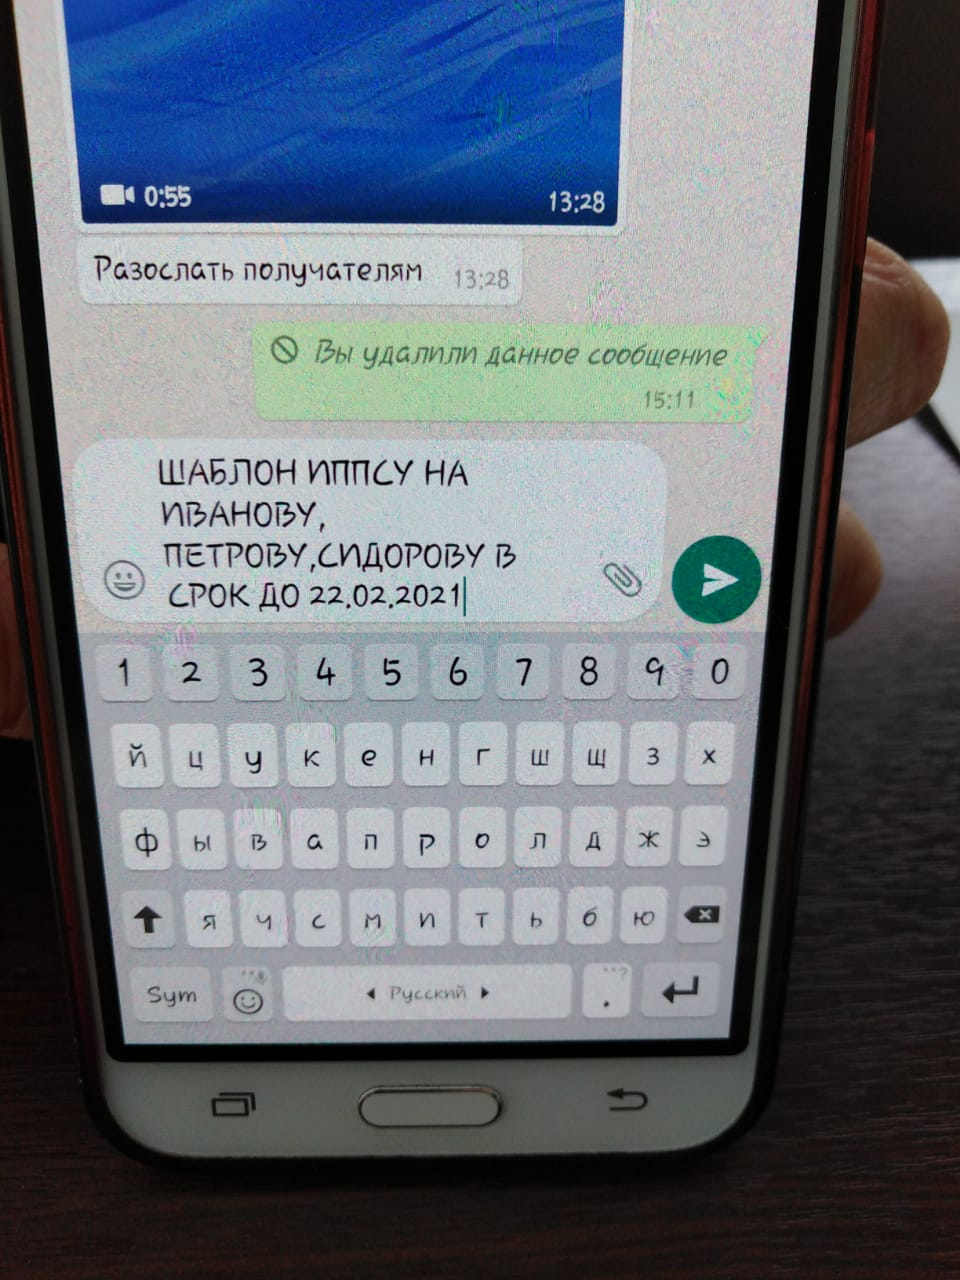 0:55
13:28
Разослать получателям 13:28
Вы удалили данное сообщение
15:11
ШАБЛОН ИППСУ НА
ИВАНОВУ,
ПЕТРОВУ,СИДОРОВУ В
СРОК ДО 22.02.2021
1 2 3 4 5 6 7 8 9 0
й ц у к е н г ш щ з х
ф ы в а п р о л д ж э
я ч с м и т ь б ю
Sym Русский .